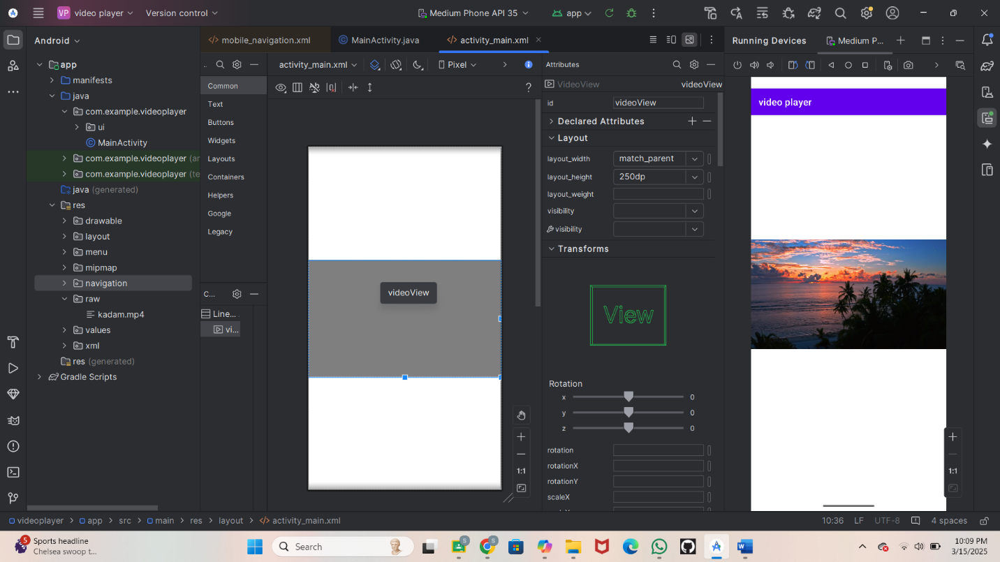 VP video player
Version control
Medium Phone API 35
app
Android
mobile_navigation.xml
MainActivity.java
activity_main.xml
Running Devices
Medium P...
app
manifests
java
com.example.videoplayer
ui
MainActivity
com.example.videoplayer (ar
com.example.videoplayer (te
java (generated)
res
drawable
layout
menu
mipmap
navigation
raw
kadam.mp4
values
xml
res (generated)
Gradle Scripts
..
Common
Text
Buttons
Widgets
Layouts
Containers
Helpers
Google
Legacy
C...
Line...
vi...
activity_main.xml
Pixel
?
videoView
1:1
Attributes
VideoView
videoView
id
videoView
Declared Attributes
Layout
layout_width
match_parent
layout_height
250dp
layout_weight
visibility
visibility
Transforms
View
Rotation
x
0
y
0
z
0
rotation
rotationX
rotationY
scaleX
video player
1:1
videoplayer > app > src > main > res > layout > activity_main.xml
10:36
LF
UTF-8
4 spaces
5
Sports headline
Chelsea swoop t...
Search
S
S
W
10:09 PM
3/15/2025